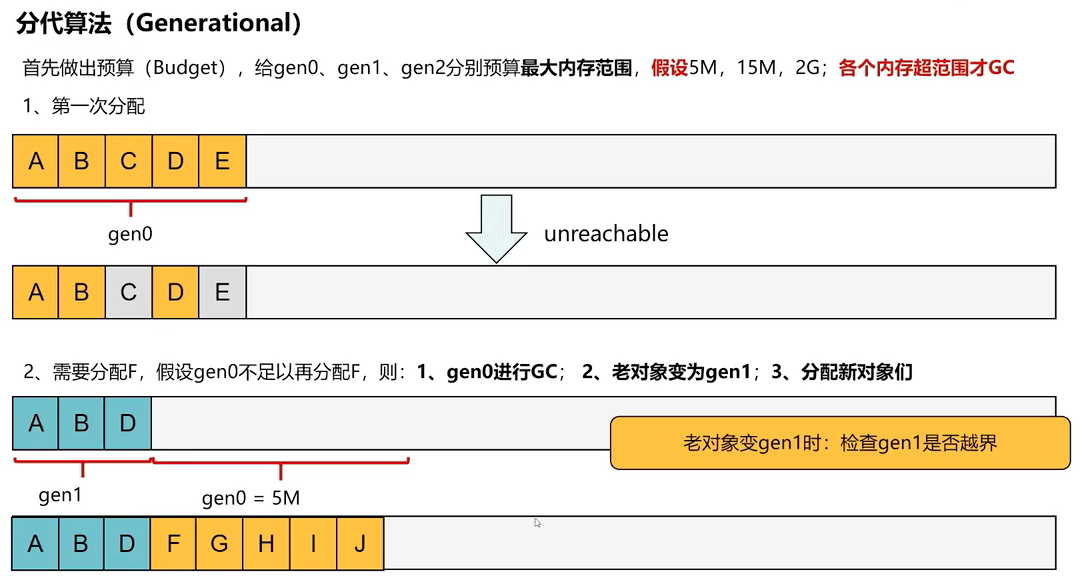 分代算法（Generational）
首先做出预算（Budget），给gen0、gen1、gen2分别预算最大内存范围，假设5M，15M，2G；各个内存超范围才GC
1、第一次分配
A B C D E
gen0
unreachable
A B C D E
2、需要分配F，假设gen0不足以再分配F，则：1、gen0进行GC； 2、老对象变为gen1；3、分配新对象们
A B D
老对象变gen1时：检查gen1是否越界
gen1
gen0 = 5M
A B D F G H I J